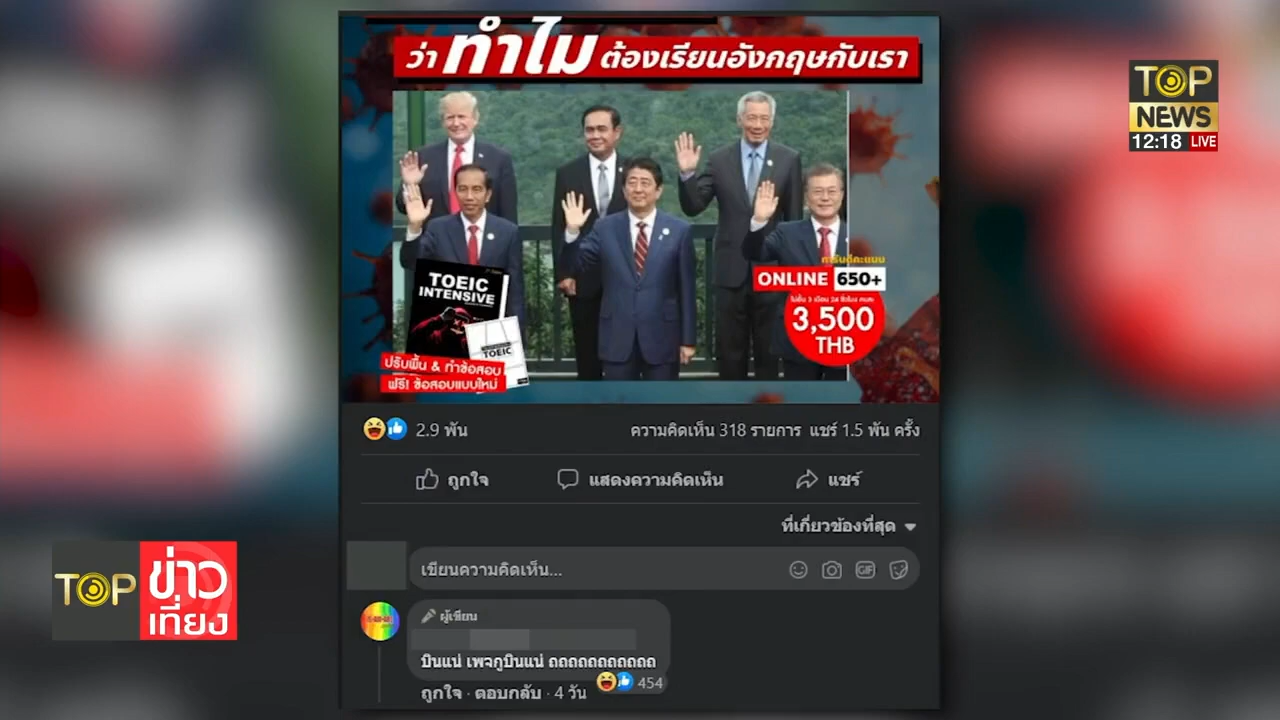 ว่า ทำไม ต้องเรียนอังกฤษกับเรา
TOP
NEWS
12:18 LIVE
การันตีคะแนน
ONLINE 650+
3,500
THB
TOEIC
INTENSIVE
TOEIC
ปรับพื้น & ทำข้อสอบ
ฟรี! ข้อสอบแบบใหม่
2.9 พัน
ความคิดเห็น 318 รายการ แชร์ 1.5 พัน ครั้ง
ถูกใจ
แสดงความคิดเห็น
แชร์
ที่เกี่ยวข้องที่สุด
เขียนความคิดเห็น...
GIF
ผู้เขียน
บินแน่ เพจกูบินแน่ ถถถถถถถถถถถ
ถูกใจ · ตอบกลับ · 4 วัน
454
TOP ข่าว
เที่ยง